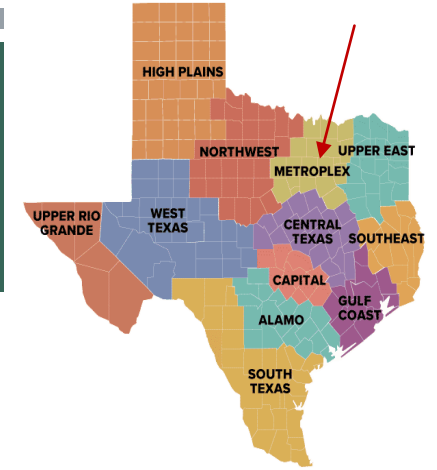 HIGH PLAINS
NORTHWEST
UPPER EAST
METROPLEX
UPPER RIO
GRANDE
WEST
TEXAS
CENTRAL
TEXAS
SOUTHEAST
CAPITAL
GULF
COAST
ALAMO
SOUTH
TEXAS